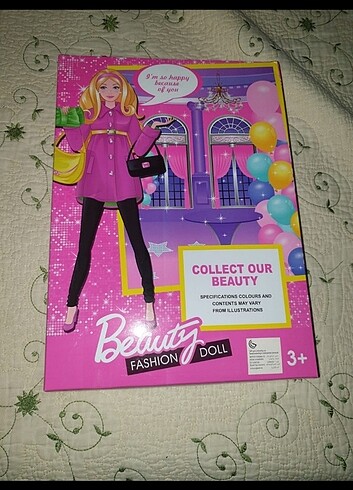 I'm so happy
because
of you
COLLECT OUR
BEAUTY
SPECIFICATIONS COLOURS AND
CONTENTS MAY VARY
FROM ILLUSTRATIONS
Beauty
FASHION DOLL
3+